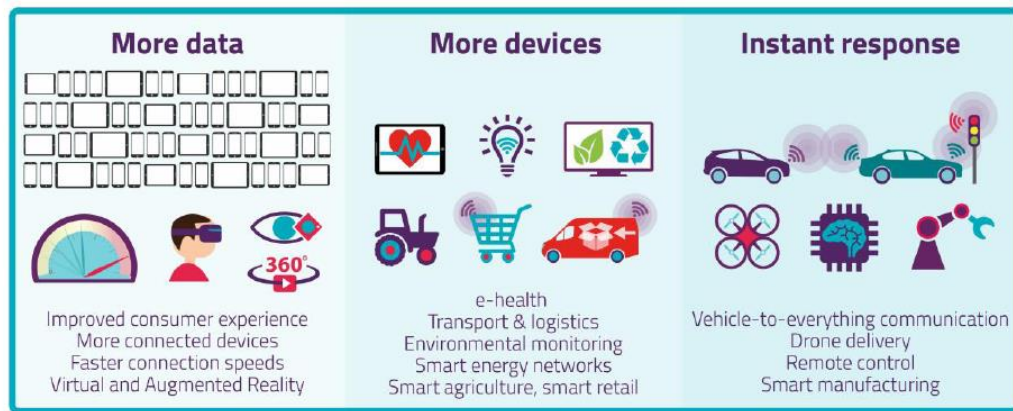 More data
360°
Improved consumer experience
More connected devices
Faster connection speeds
Virtual and Augmented Reality
More devices
e-health
Transport & logistics
Environmental monitoring
Smart energy networks
Smart agriculture, smart retail
Instant response
Vehicle-to-everything communication
Drone delivery
Remote control
Smart manufacturing